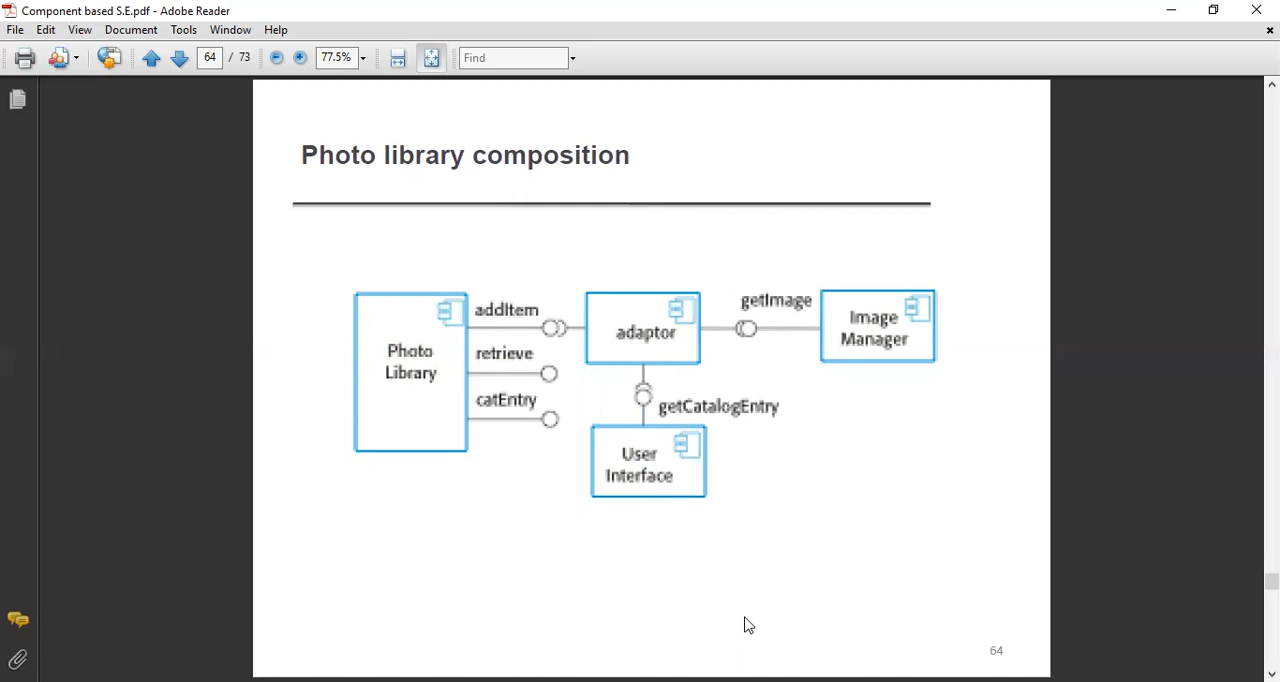 Component based S.E.pdf - Adobe Reader
File Edit View Document Tools Window Help
64 / 73 77.5% Find
Photo library composition
addItem
retrieve
catEntry
Photo
Library
adaptor
getImage
Image
Manager
getCatalogEntry
User
Interface
64